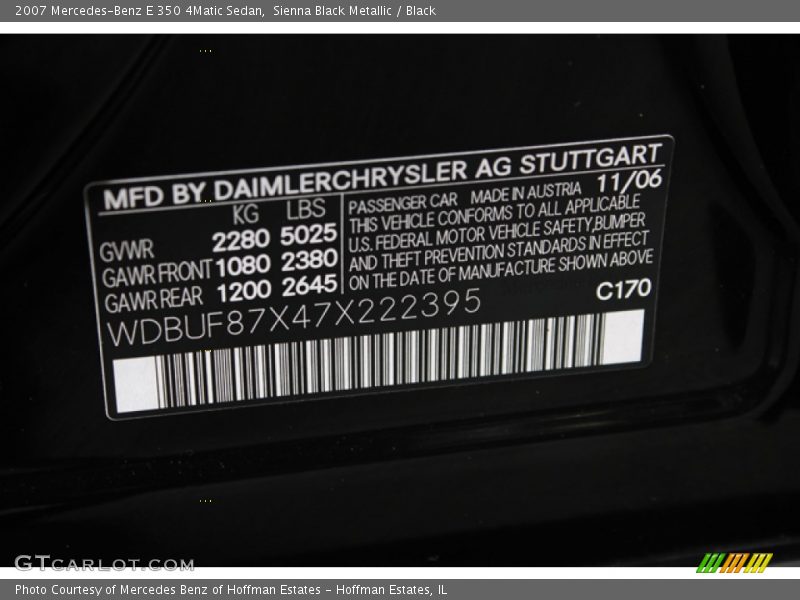 2007 Mercedes-Benz E 350 4Matic Sedan,  Sienna Black Metallic / Black
MFD BY DAIMLERCHRYSLER AG STUTTGART
KG LBS
GVWR 2280 5025
GAWR FRONT 1080 2380
GAWR REAR 1200 2645
PASSENGER CAR MADE IN AUSTRIA 11/06
THIS VEHICLE CONFORMS TO ALL APPLICABLE
U.S. FEDERAL MOTOR VEHICLE SAFETY,BUMPER
AND THEFT PREVENTION STANDARDS IN EFFECT
ON THE DATE OF MANUFACTURE SHOWN ABOVE
WDBUF87X47X222395 C170
GTCARLOT.COM
Photo Courtesy of Mercedes Benz of Hoffman Estates - Hoffman Estates, IL